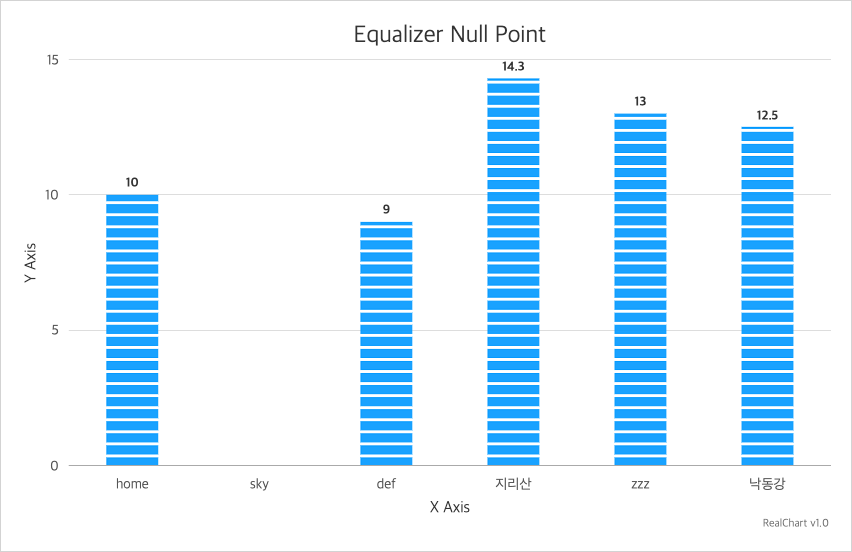 Equalizer Null Point
15
14.3
13
12.5
10
10
9
Y Axis
5
0
home sky def 지리산 zzz 낙동강
X Axis
RealChart v1.0